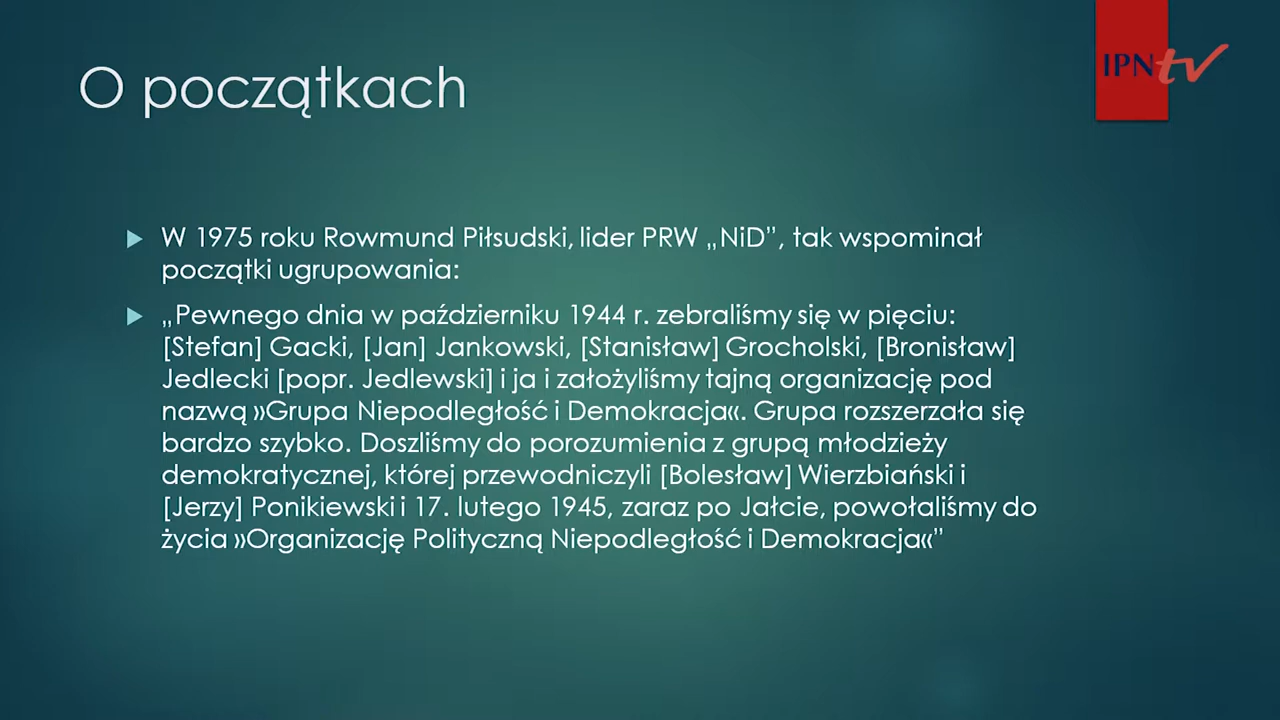 IPNtv
O początkach
W 1975 roku Rowmund Piłsudski, lider PRW „NiD”, tak wspominał
początki ugrupowania:
„Pewnego dnia w październiku 1944 r. zebraliśmy się w pięciu:
[Stefan] Gacki, [Jan] Jankowski, [Stanisław] Grocholski, [Bronisław]
Jedlecki [popr. Jedlewski] i ja i założyliśmy tajną organizację pod
nazwą »Grupa Niepodległość i Demokracja«. Grupa rozszerzała się
bardzo szybko. Doszliśmy do porozumienia z grupą młodzieży
demokratycznej, której przewodniczyli [Bolesław] Wierzbiański i
[Jerzy] Ponikiewski i 17. lutego 1945, zaraz po Jałcie, powołaliśmy do
życia »Organizację Polityczną Niepodległość i Demokracja«”